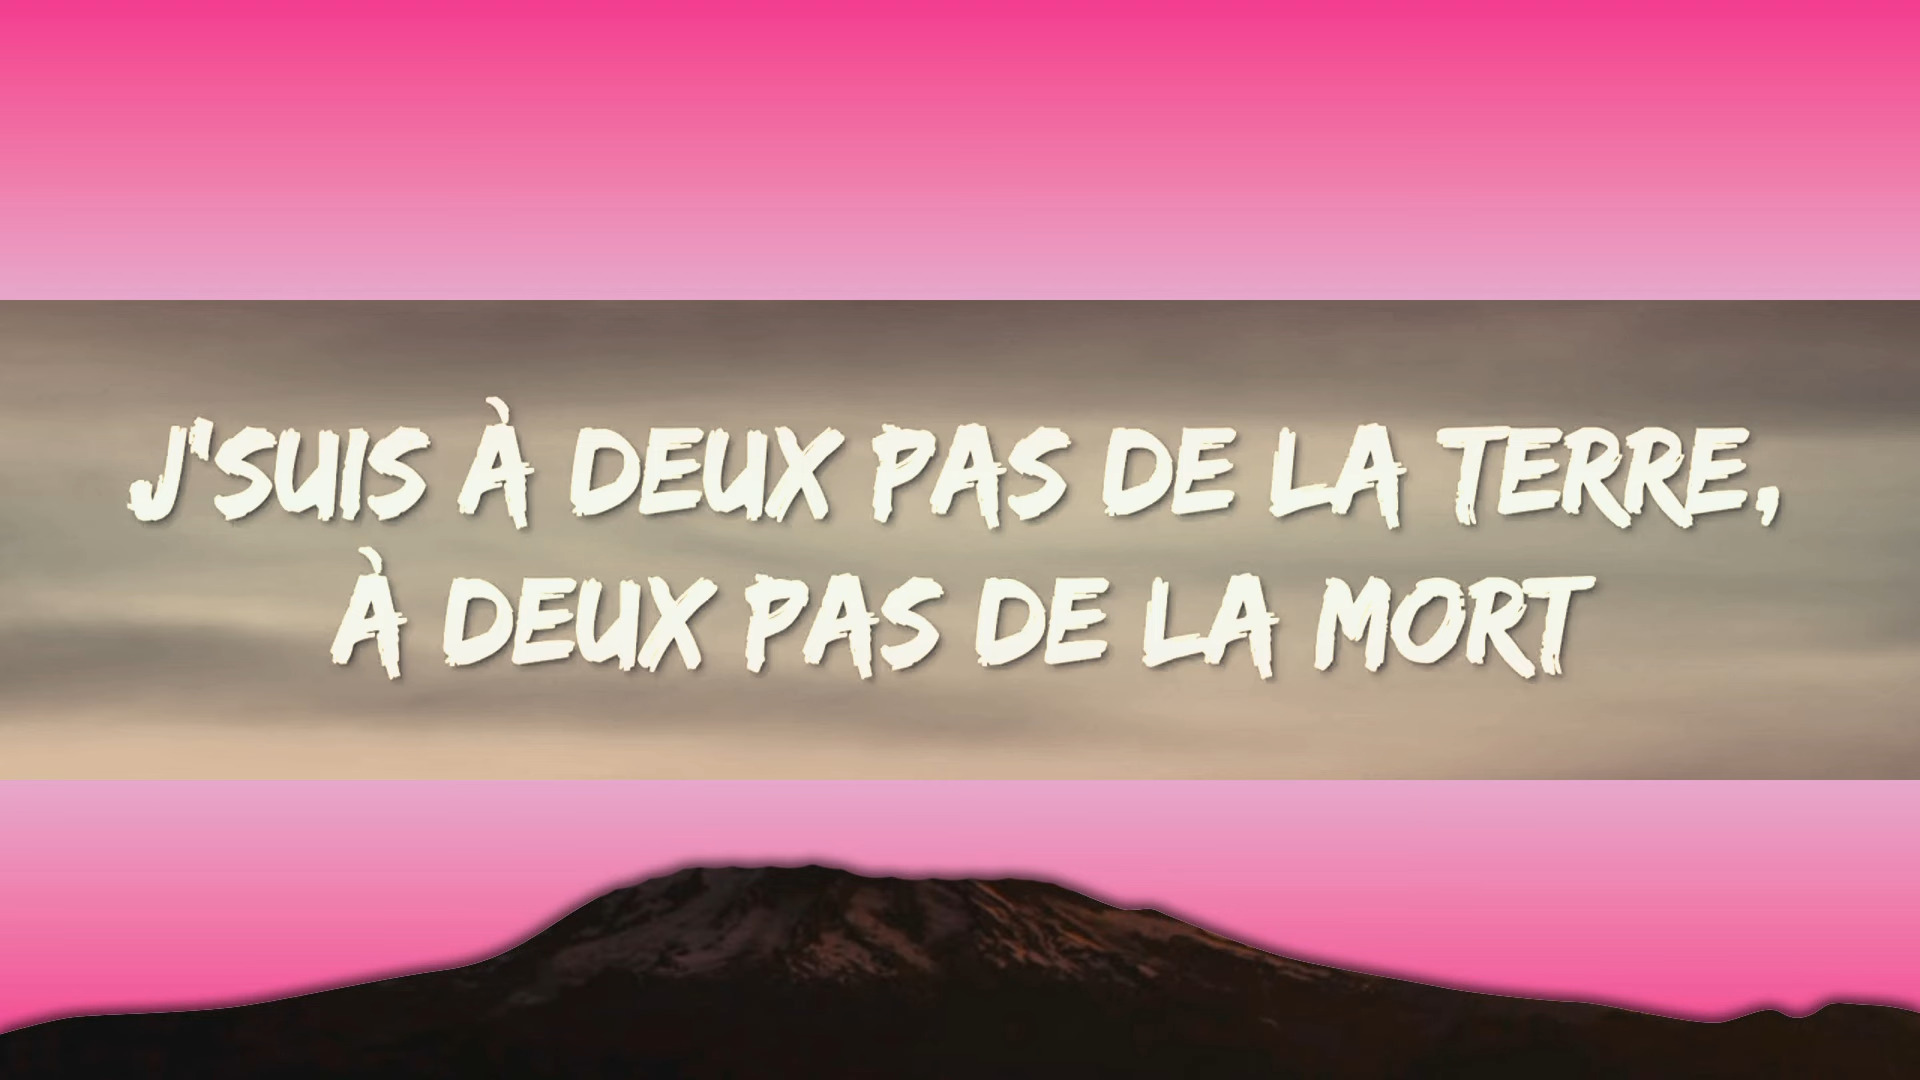 J'SUIS À DEUX PAS DE LA TERRE,
À DEUX PAS DE LA MORT